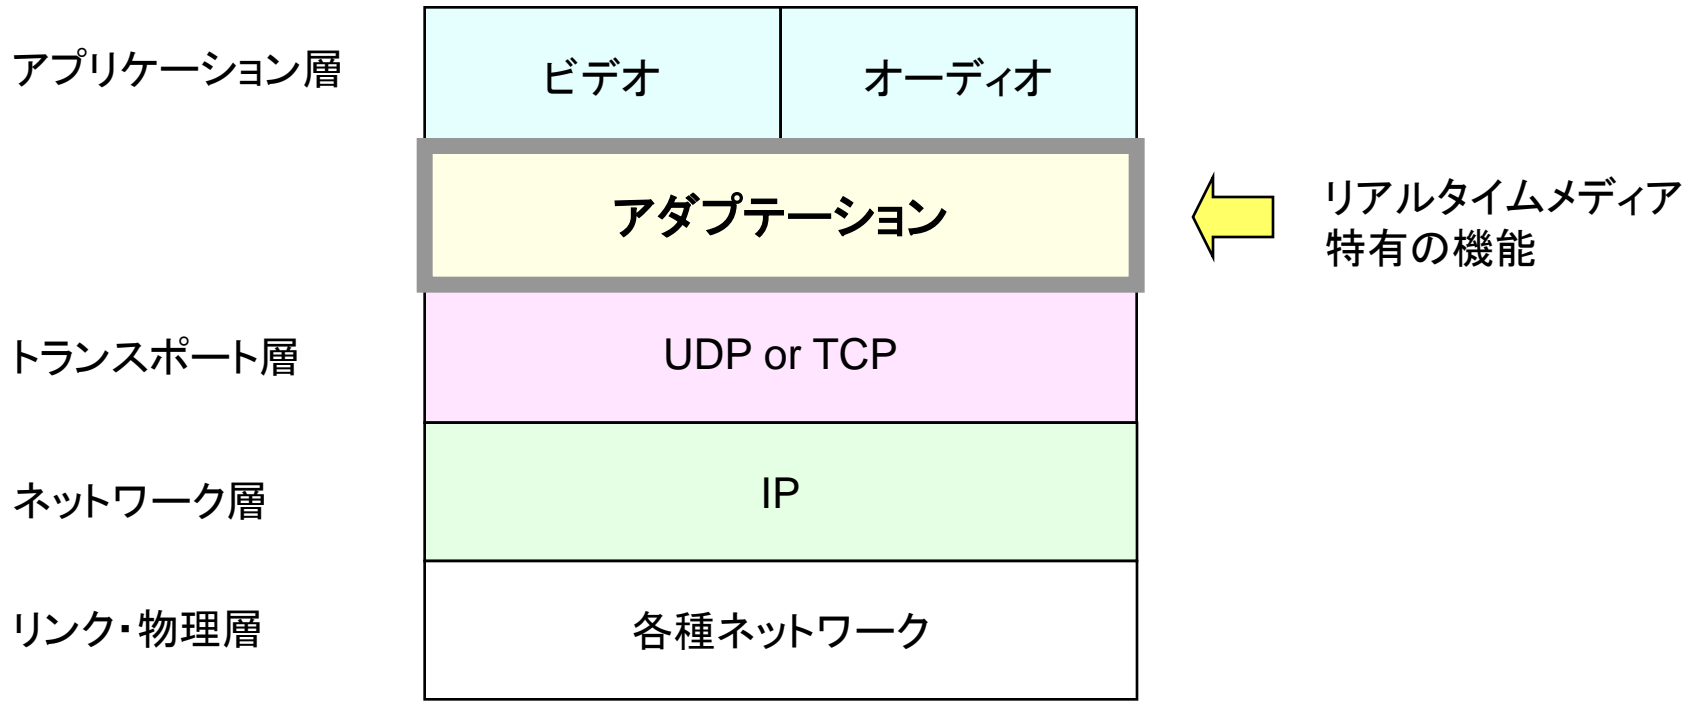 アプリケーション層
ビデオ
オーディオ
アダプテーション
リアルタイムメディア
特有の機能
トランスポート層
UDP or TCP
ネットワーク層
IP
リンク・物理層
各種ネットワーク